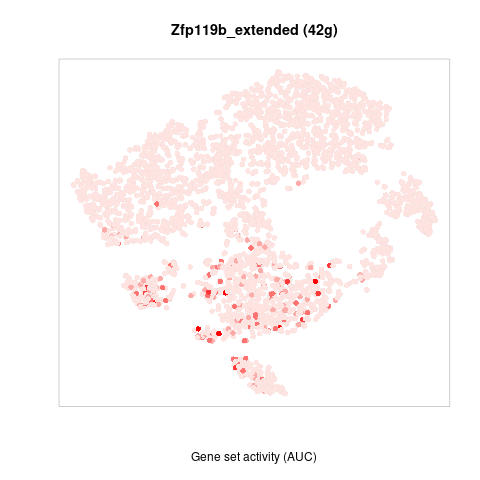 Zfp119b_extended (42g)
Gene set activity (AUC)